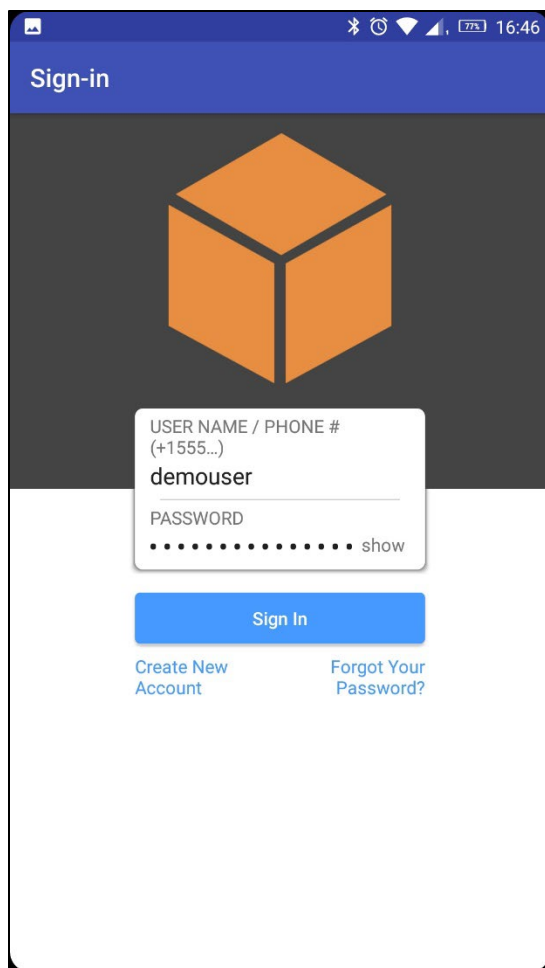 77% 16:46
Sign-in
USER NAME / PHONE #
(+1555…)
demouser
PASSWORD
••••••••••••••• show
Sign In
Create New
Account
Forgot Your
Password?